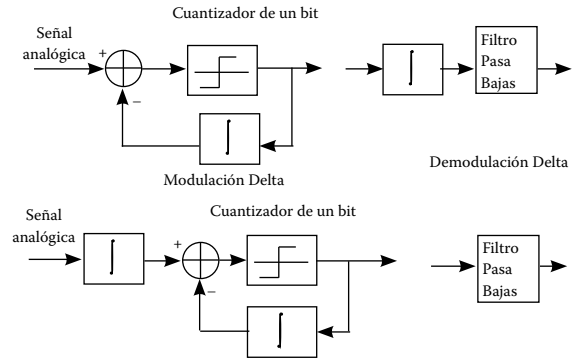 Cuantizador de un bit
Señal
analógica
+
−
∫
∫
Filtro
Pasa
Bajas
Modulación Delta
Demodulación Delta
Cuantizador de un bit
Señal
analógica
∫
+
−
∫
Filtro
Pasa
Bajas